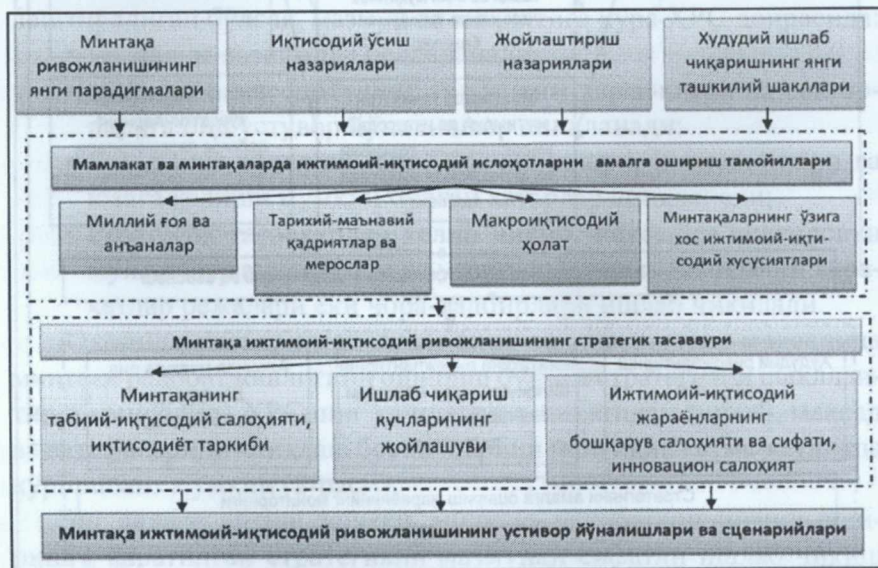 Минтақа
ривожланишининг
янги парадигмалари
Иқтисодий ўсиш
назариялари
Жойлаштириш
назариялари
Худудий ишлаб
чиқаришнинг янги
ташкилий шакллари
Мамлакат ва минтақаларда ижтимоий-иқтисодий ислоҳотларни амалга ошириш тамойиллари
Миллий ғоя ва
анъаналар
Тарихий-маънавий
қадриятлар ва
мерослар
Макроиқтисодий
ҳолат
Минтақаларнинг ўзига
хос ижтимоий-иқти-
содий хусусиятлари
Минтақа ижтимоий-иқтисодий ривожланишининг стратегик тасаввури
Минтақанинг
табиий-иқтисодий салоҳияти,
иқтисодиёт таркиби
Ишлаб чиқариш
кучларининг
жойлашуви
Ижтимоий-иқтисодий
жараёнларнинг
бошқарув салоҳияти ва сифати,
инновацион салоҳият
Минтақа ижтимоий-иқтисодий ривожланишининг устивор йўналишлари ва сценарийлари